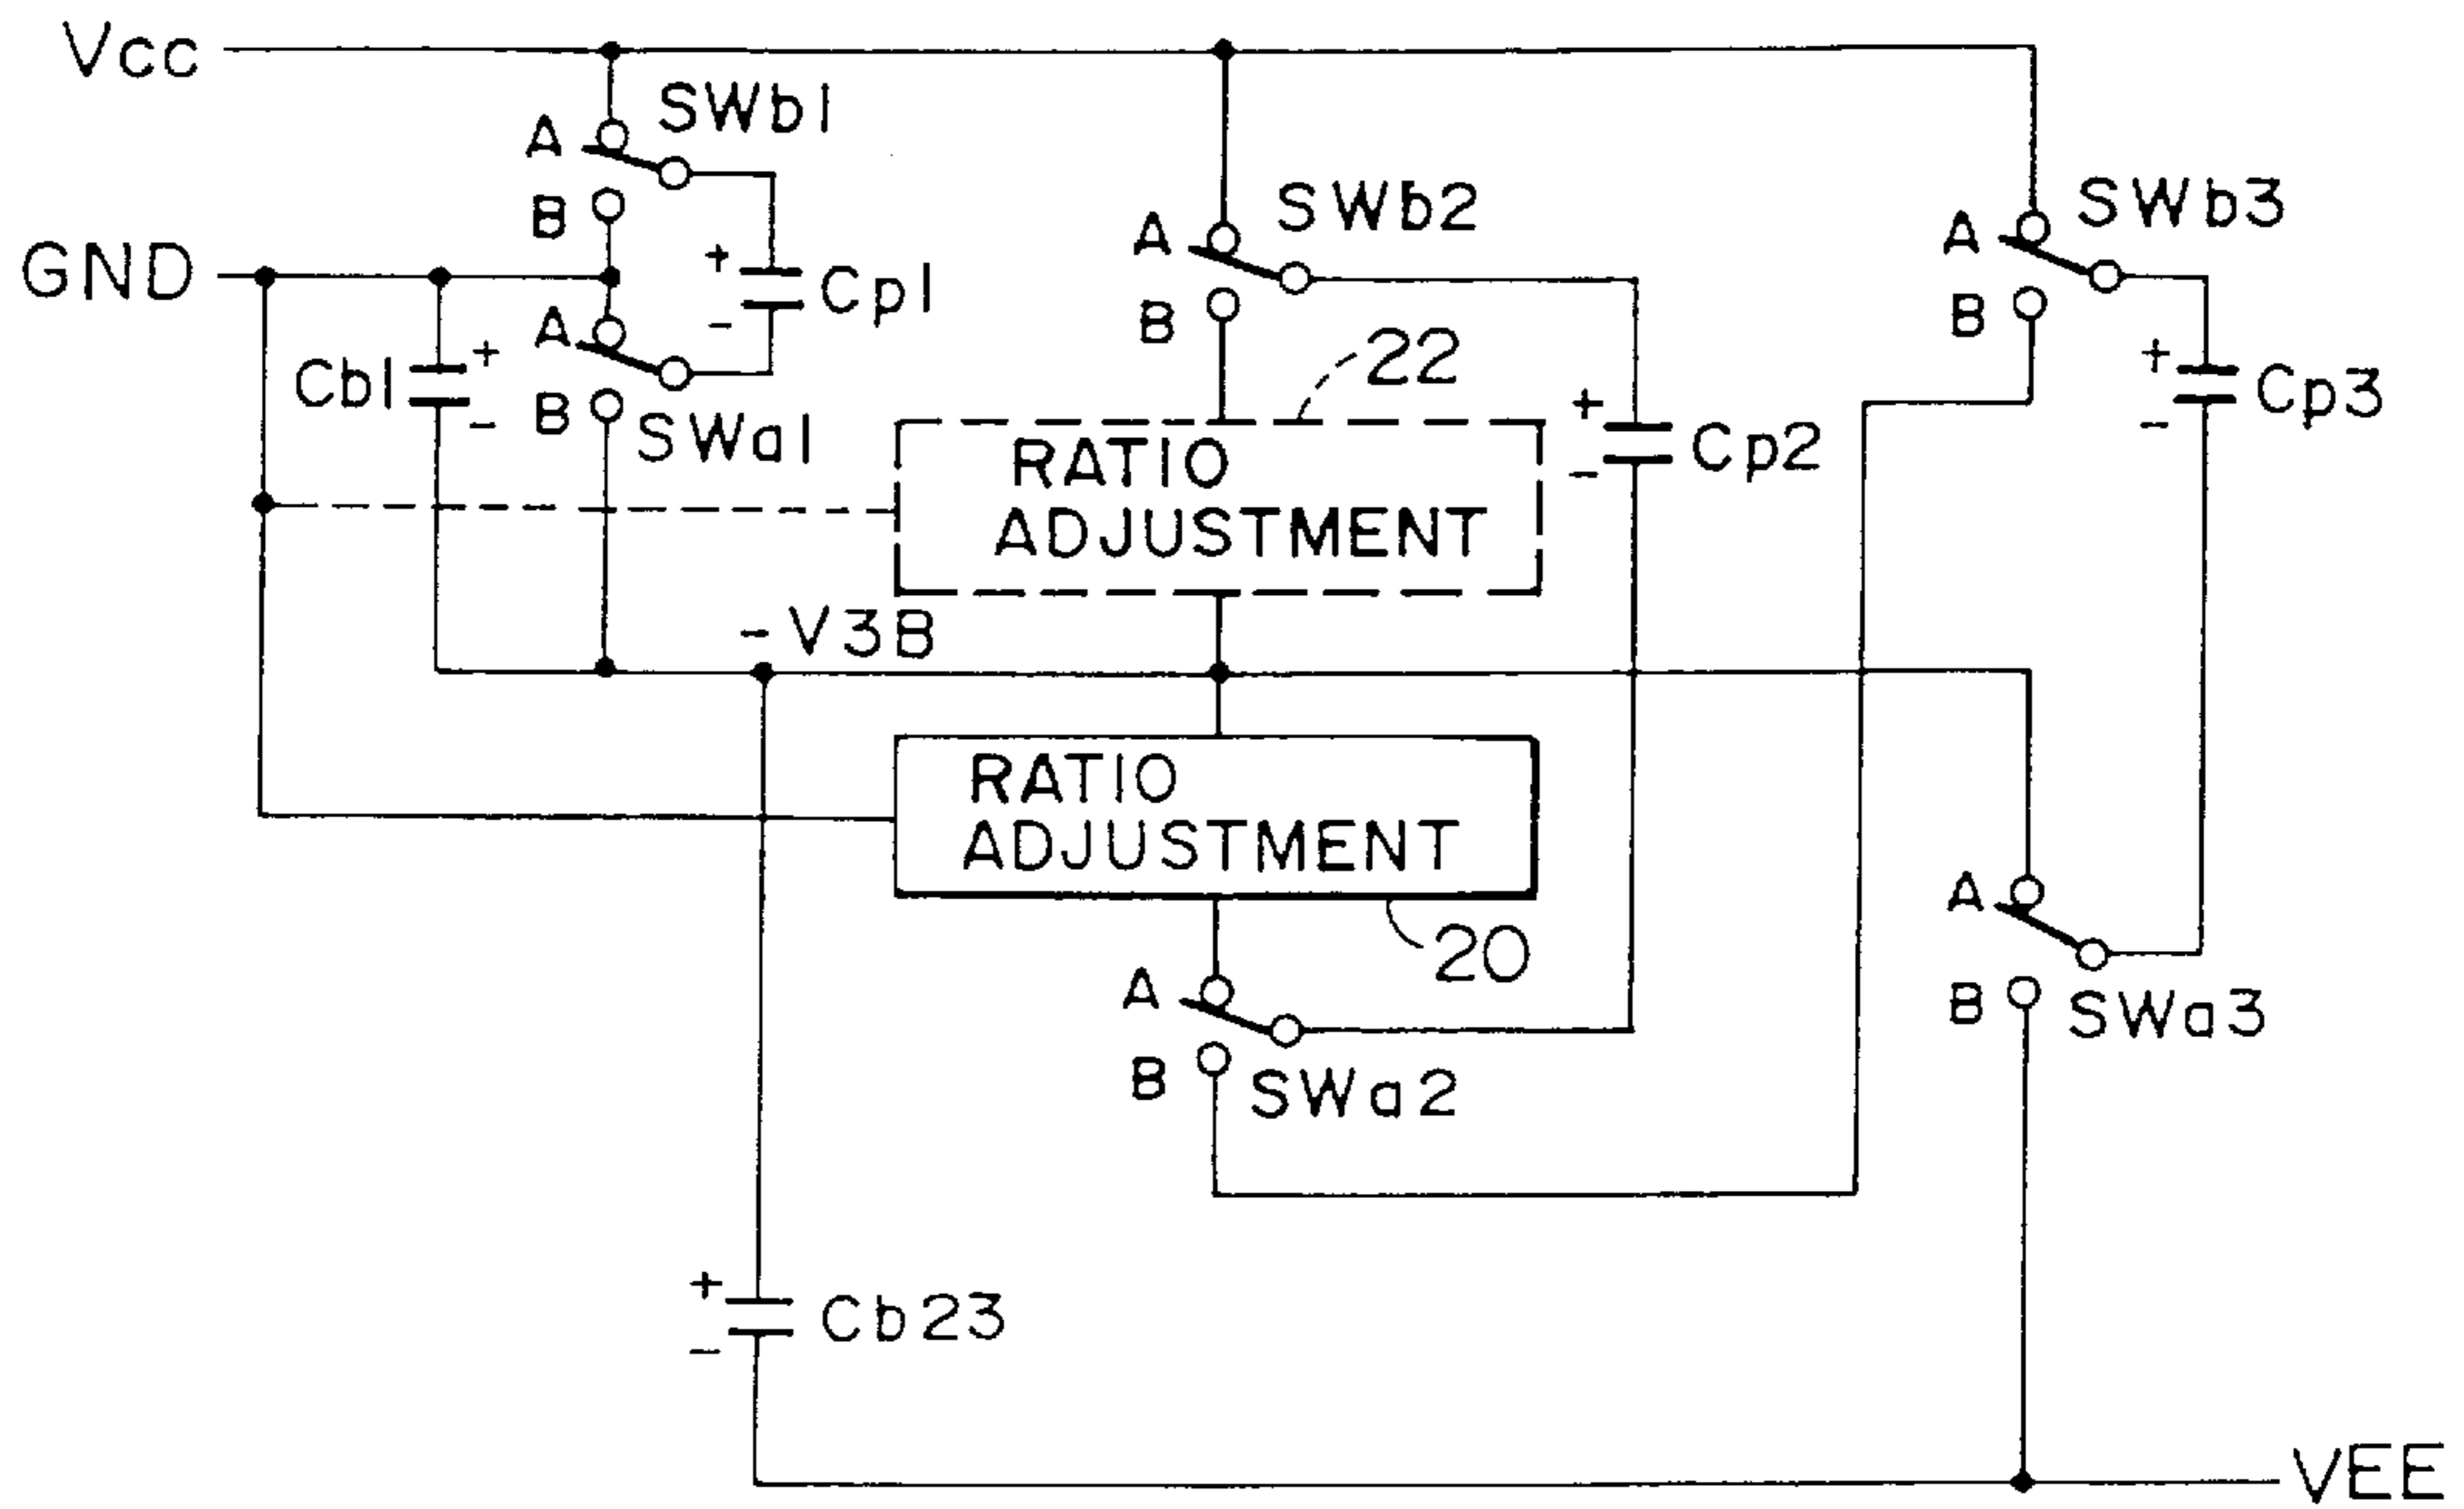 Vcc
SWb1
A
B
GND
+
Cp1
-
A
B
SWa1
Cb1
+
-
SWb2
A
B
22
+
Cp2
-
SWb3
A
B
+
Cp3
-
RATIO
ADJUSTMENT
-V3B
RATIO
ADJUSTMENT
20
A
B
SWa2
A
B
SWa3
+
Cb23
-
VEE